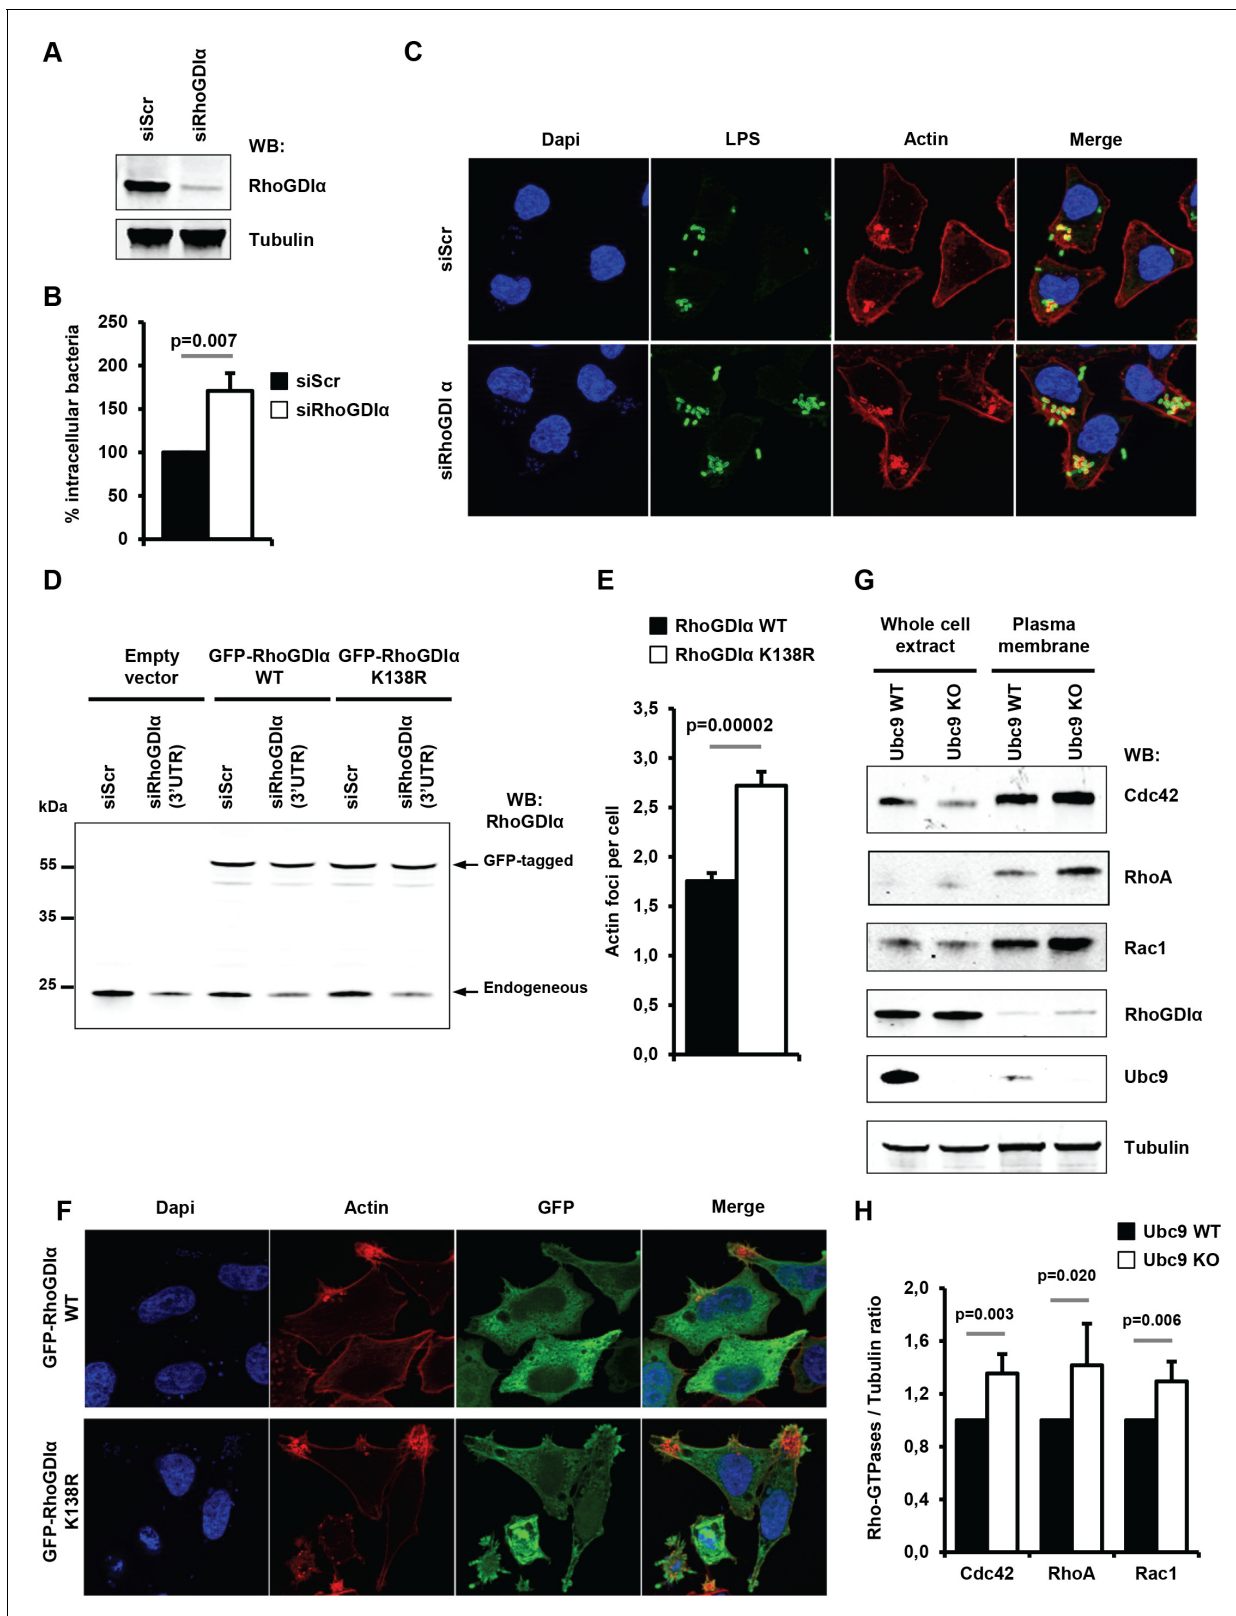 A
siScr
siRhoGDIα
WB:
RhoGDIα
Tubulin
B
% intracellular bacteria
250
200
150
100
50
0
p=0.007
siScr
siRhoGDIα
C
Dapi
LPS
Actin
Merge
siScr
siRhoGDI α
D
Empty
vector
GFP-RhoGDIα
WT
GFP-RhoGDIα
K138R
siScr
siRhoGDIα
(3'UTR)
siScr
siRhoGDIα
(3'UTR)
siScr
siRhoGDIα
(3'UTR)
kDa
55
35
25
WB:
RhoGDIα
GFP-tagged
Endogeneous
E
RhoGDIα WT
RhoGDIα K138R
Actin foci per cell
3,5
3,0
2,5
2,0
1,5
1,0
0,5
0,0
p=0.00002
G
Whole cell
extract
Plasma
membrane
Ubc9 WT
Ubc9 KO
Ubc9 WT
Ubc9 KO
WB:
Cdc42
RhoA
Rac1
RhoGDIα
Ubc9
Tubulin
F
Dapi
Actin
GFP
Merge
GFP-RhoGDIα
WT
GFP-RhoGDIα
K138R
H
Ubc9 WT
Ubc9 KO
Rho-GTPases / Tubulin ratio
2,0
1,6
1,2
0,8
0,4
0,0
p=0.003
p=0.020
p=0.006
Cdc42
RhoA
Rac1